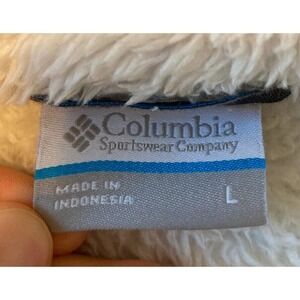 Columbia
Sportswear Company
MADE IN
INDONESIA
L